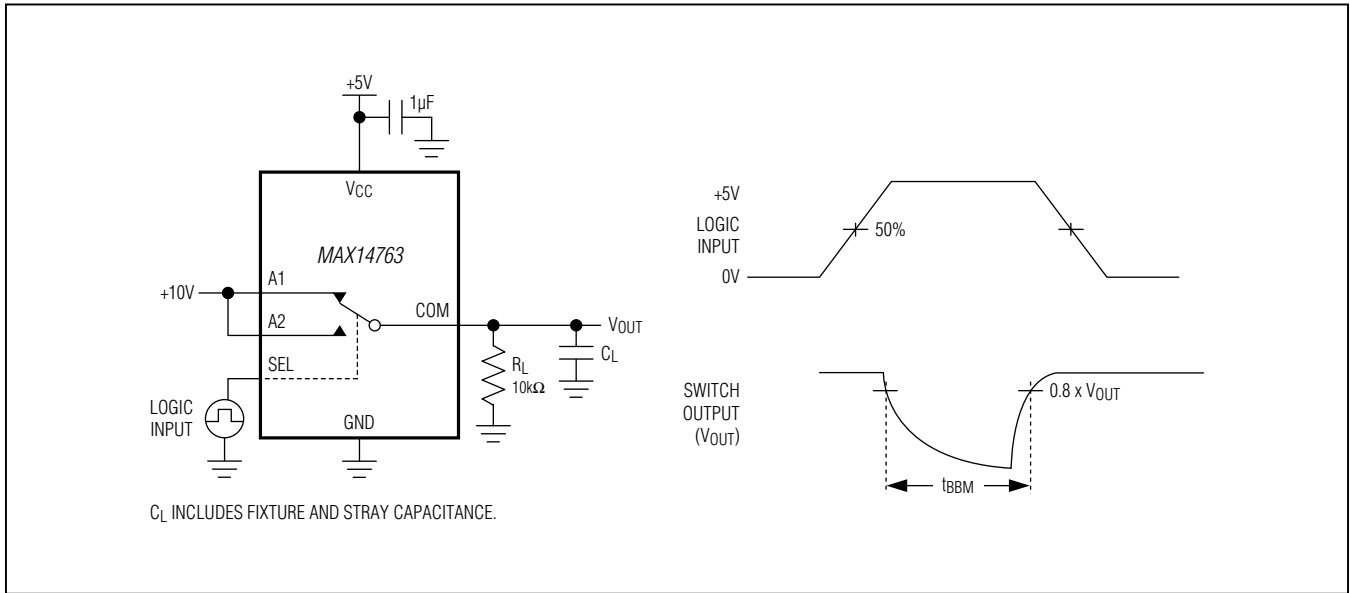 +5V
1µF
VCC
MAX14763
+10V
A1
A2
COM
VOUT
SEL
RL
10kΩ
CL
LOGIC
INPUT
GND
CL INCLUDES FIXTURE AND STRAY CAPACITANCE.
+5V
LOGIC
INPUT
50%
0V
SWITCH
OUTPUT
(VOUT)
0.8 x VOUT
tBBM